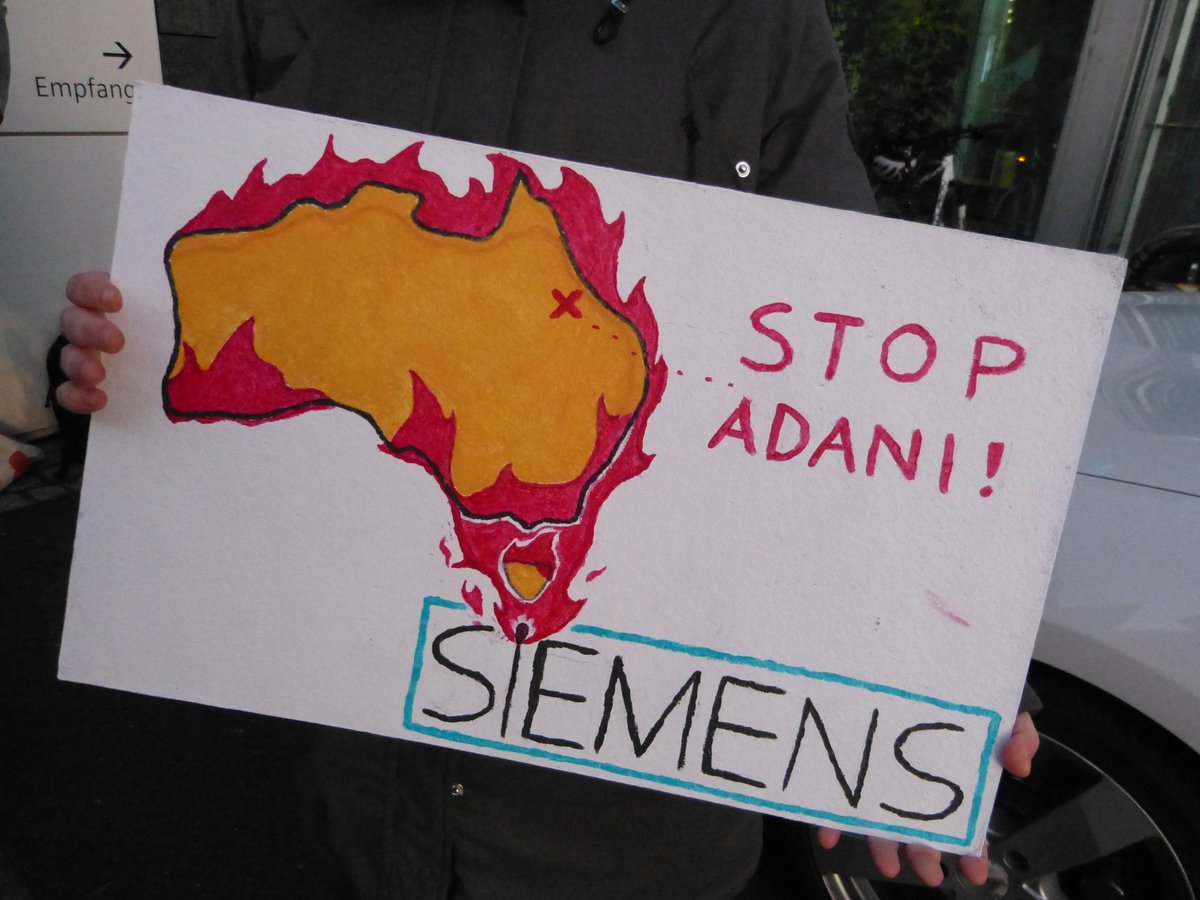 →
Empfang
X
STOP
ADANI!
SIEMENS